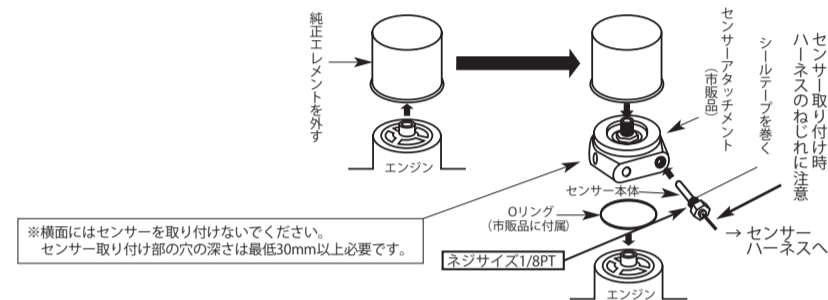 純正エレメントを外す
エンジン
センサーアタッチメント
(市販品)
シールテープを巻く
センサー取り付け時
ハーネスのねじれに注意
センサー本体
Oリング
(市販品に付属)
→ センサー
ハーネスへ
※横面にはセンサーを取り付けないでください。
センサー取り付け部の穴の深さは最低30mm以上必要です。
ネジサイズ1/8PT
エンジン